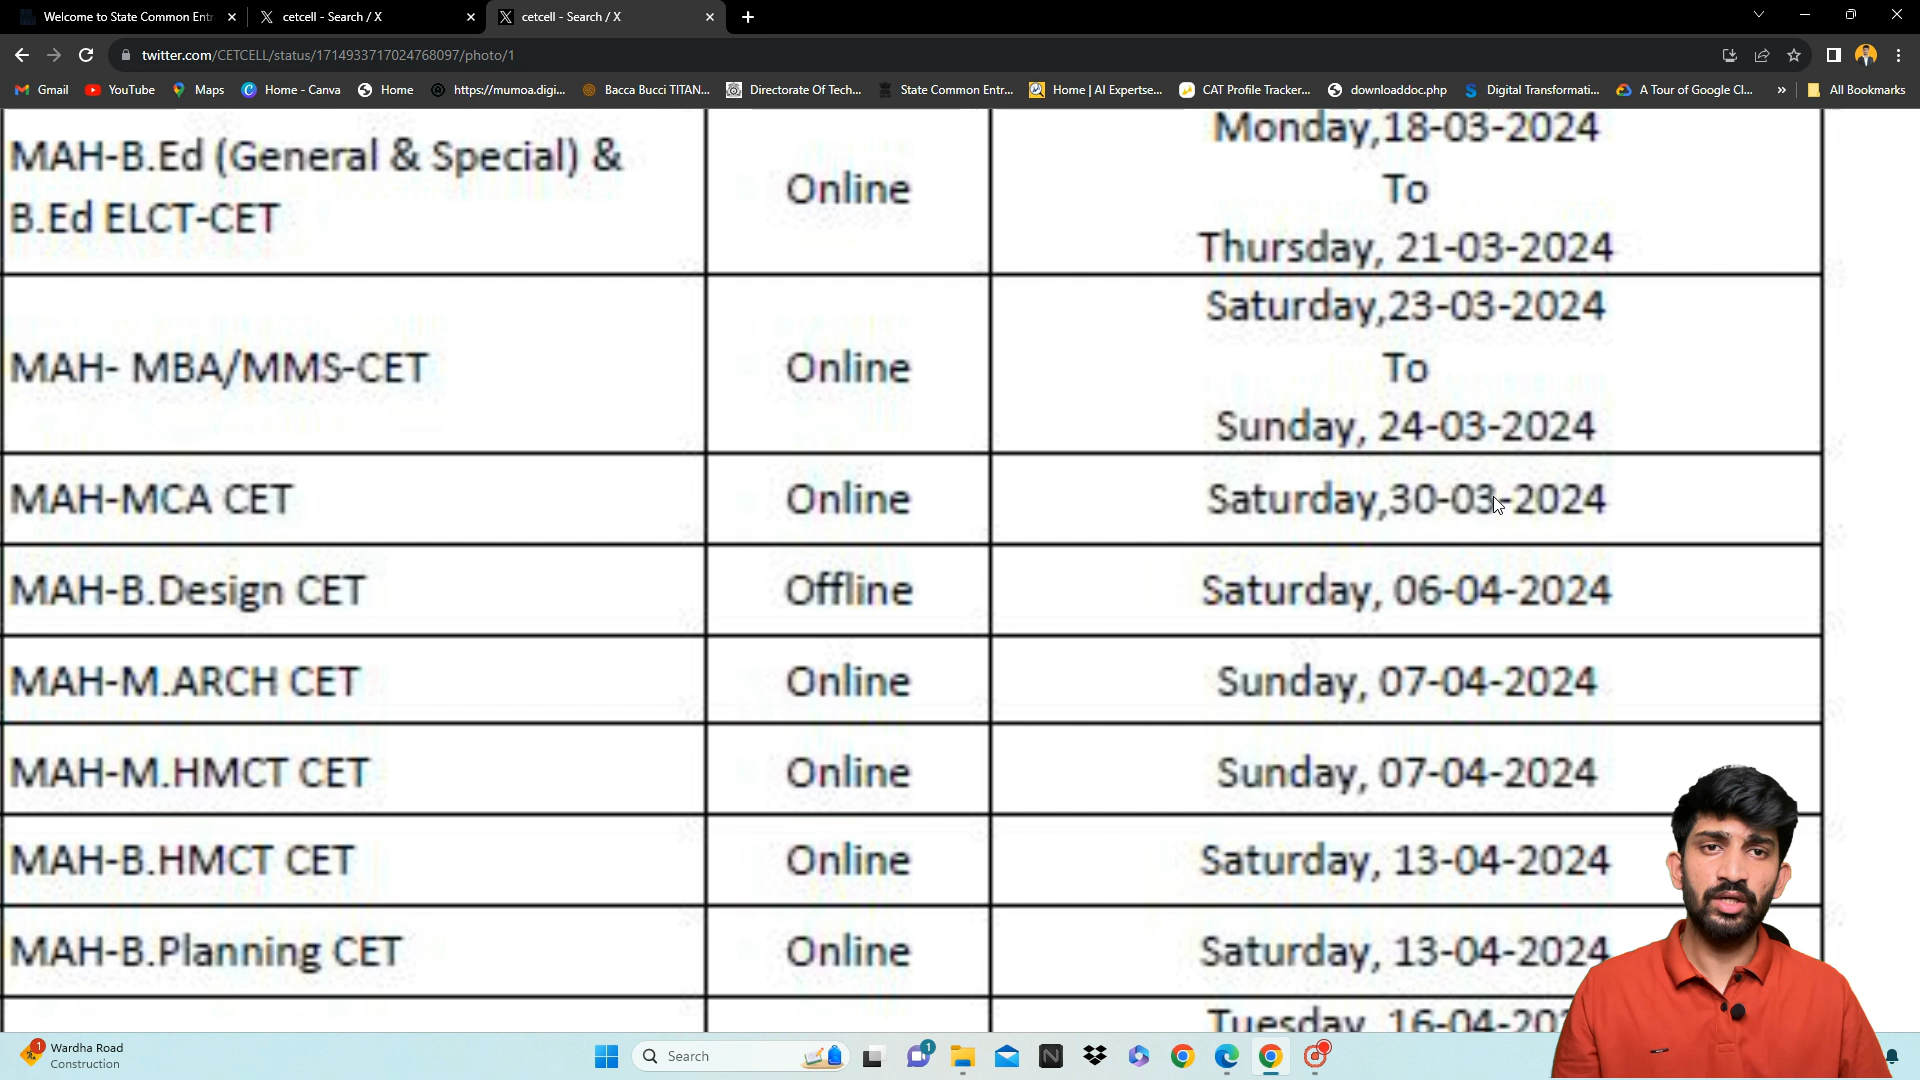 Welcome to State Common Entr
cetcell - Search / X
cetcell - Search / X
twitter.com/CETCELL/status/1714933717024768097/photo/1
Gmail
YouTube
Maps
Home - Canva
Home
https://mumoa.digi...
Bacca Bucci TITAN...
Directorate Of Tech...
State Common Entr...
Home | AI Expertse...
CAT Profile Tracker...
downloaddoc.php
Digital Transformati...
A Tour of Google Cl...
»
All Bookmarks
MAH-B.Ed (General & Special) &
B.Ed ELCT-CET
Online
Monday,18-03-2024
To
Thursday, 21-03-2024
MAH- MBA/MMS-CET
Online
Saturday,23-03-2024
To
Sunday, 24-03-2024
MAH-MCA CET
Online
Saturday,30-03-2024
MAH-B.Design CET
Offline
Saturday, 06-04-2024
MAH-M.ARCH CET
Online
Sunday, 07-04-2024
MAH-M.HMCT CET
Online
Sunday, 07-04-2024
MAH-B.HMCT CET
Online
Saturday, 13-04-2024
MAH-B.Planning CET
Online
Saturday, 13-04-2024
Tuesday, 16-04-202
1
Wardha Road
Construction
Search
1